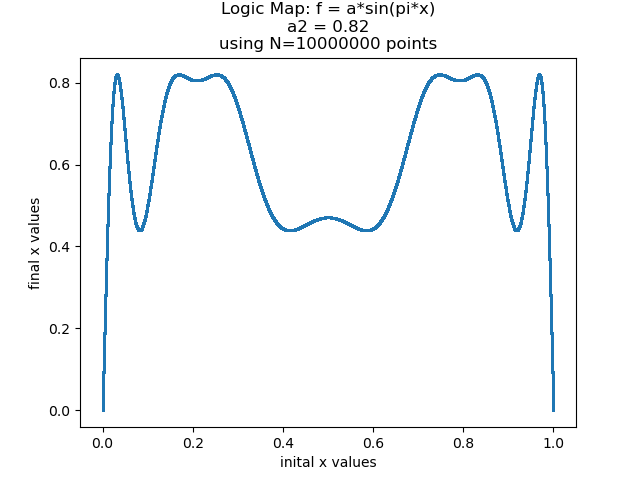 Logic Map: f = a*sin(pi*x)
a2 = 0.82
using N=10000000 points
final x values
0.8
0.6
0.4
0.2
0.0
0.0 0.2 0.4 0.6 0.8 1.0
inital x values